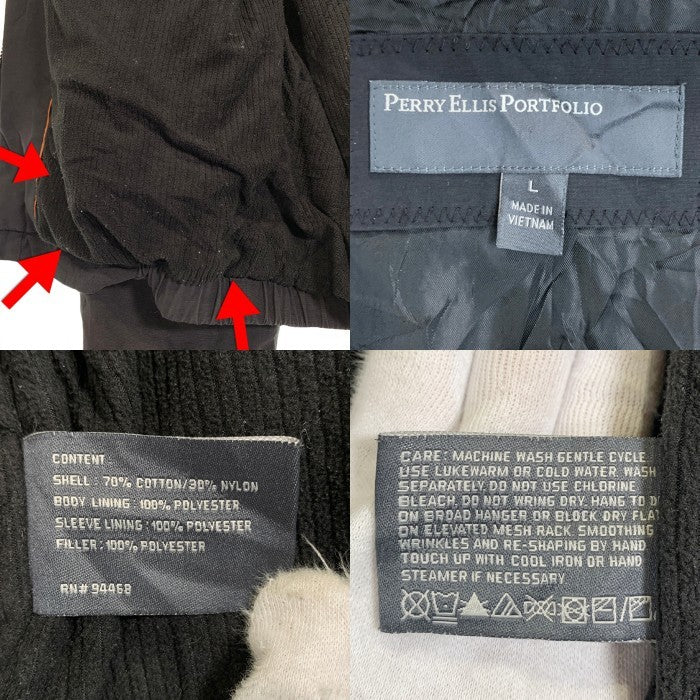 PERRY ELLIS PORTFOLIO
L
MADE IN
VIETNAM
CONTENT:
SHELL: 70% COTTON/30% NYLON
BODY LINING: 100% POLYESTER
SLEEVE LINING: 100% POLYESTER
FILLER: 100% POLYESTER
RN# 94468
CARE: MACHINE WASH GENTLE CYCLE
USE LUKEWARM OR COLD WATER. WASH
SEPARATELY. DO NOT USE CHLORINE
BLEACH. DO NOT WRING DRY. HANG TO
ON BROAD HANGER OR BLOCK DRY FLAT
ON ELEVATED MESH RACK. SMOOTHING
WRINKLES AND RE-SHAPING BY HAND
TOUCH UP WITH COOL IRON OR HAND
STEAMER IF NECESSARY